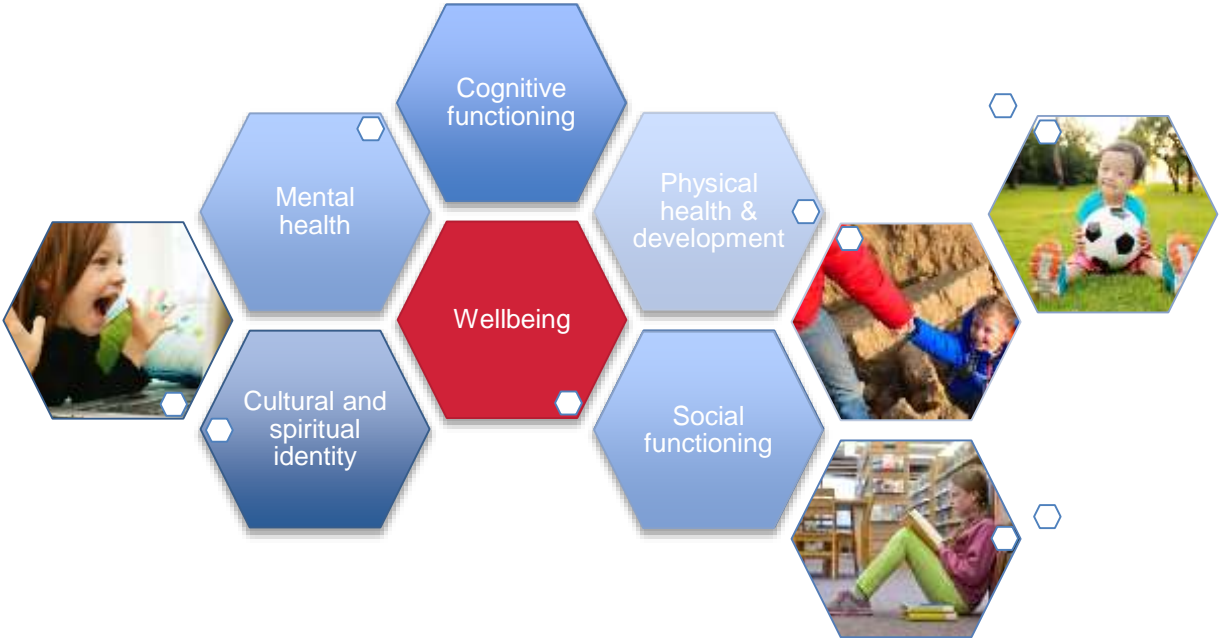 Cognitive
functioning
Mental
health
Physical
health &
development
Wellbeing
Cultural and
spiritual
identity
Social
functioning